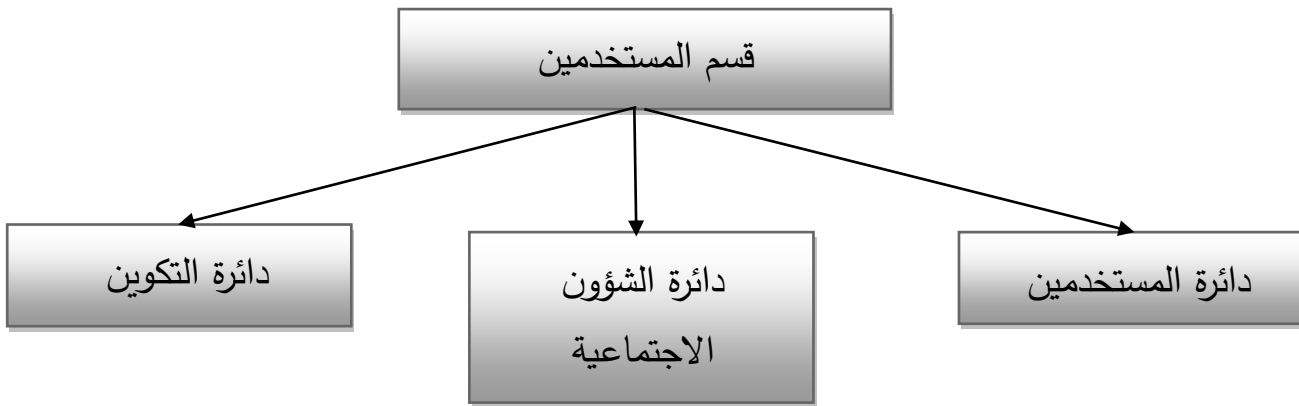 قسم المستخدمين
دائرة المستخدمين
دائرة الشؤون
الاجتماعية
دائرة التكوين